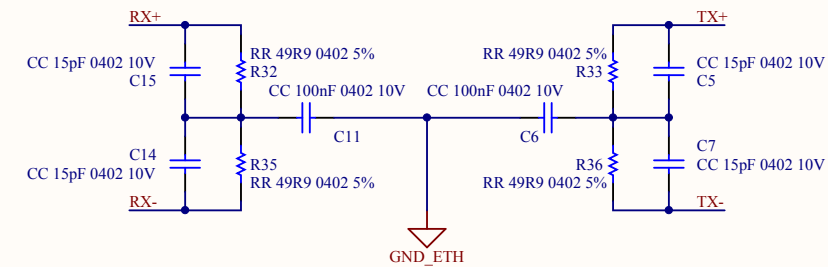 RX+
TX+
RR 49R9 0402 5%
R32
RR 49R9 0402 5%
R33
CC 15pF 0402 10V
C15
CC 15pF 0402 10V
C5
CC 100nF 0402 10V
CC 100nF 0402 10V
C11
C6
C14
CC 15pF 0402 10V
R35
RR 49R9 0402 5%
R36
RR 49R9 0402 5%
C7
CC 15pF 0402 10V
RX-
TX-
GND_ETH